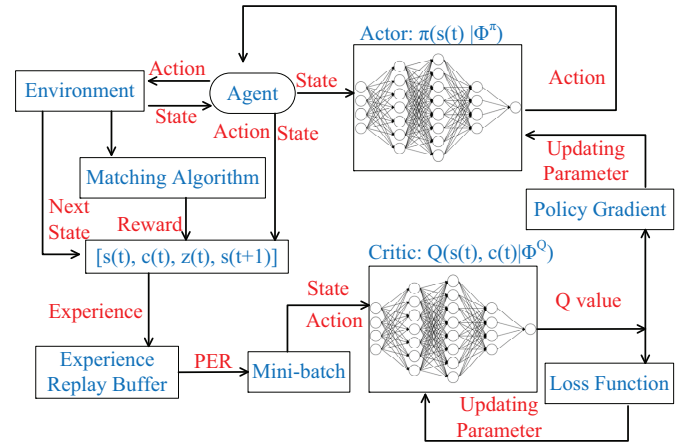 Actor: π(s(t) |Φ^π)
Action
Environment
Agent
State
Action
State
Action
State
Updating
Parameter
Matching Algorithm
Next
State
Reward
Policy Gradient
[s(t), c(t), z(t), s(t+1)]
Critic: Q(s(t), c(t)|Φ^Q)
Experience
State
Action
Q value
Experience
Replay Buffer
PER
Mini-batch
Loss Function
Updating
Parameter